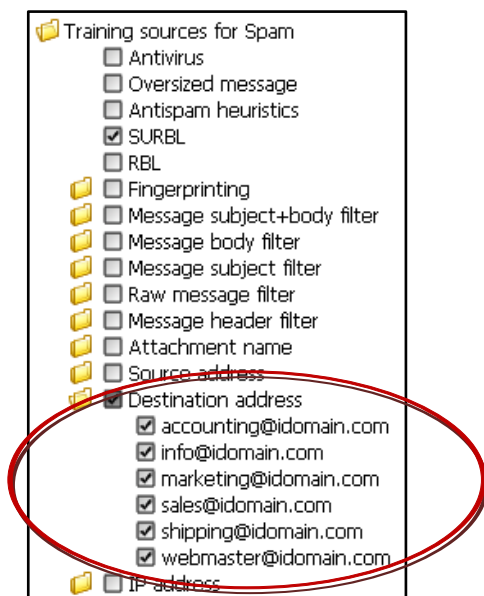 Training sources for Spam
Antivirus
Oversized message
Antispam heuristics
SURBL
RBL
Fingerprinting
Message subject+body filter
Message body filter
Message subject filter
Raw message filter
Message header filter
Attachment name
Source address
Destination address
accounting@idomain.com
info@idomain.com
marketing@idomain.com
sales@idomain.com
shipping@idomain.com
webmaster@idomain.com
IP address